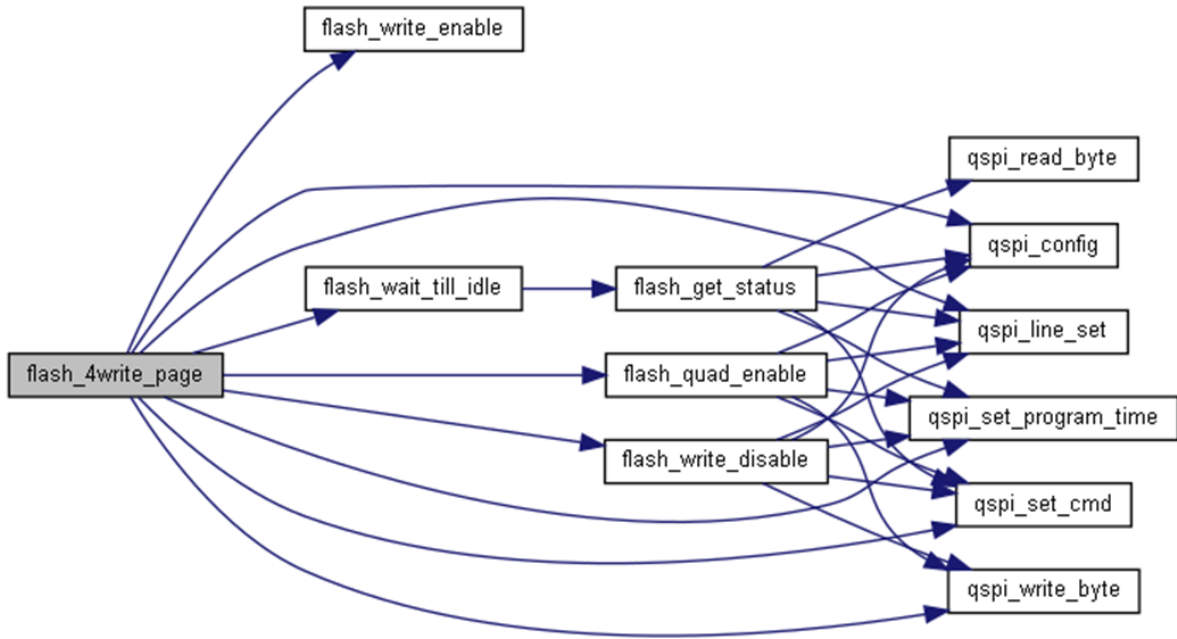 flash_write_enable
qspi_read_byte
qspi_config
flash_wait_till_idle
flash_get_status
qspi_line_set
flash_4write_page
flash_quad_enable
qspi_set_program_time
flash_write_disable
qspi_set_cmd
qspi_write_byte